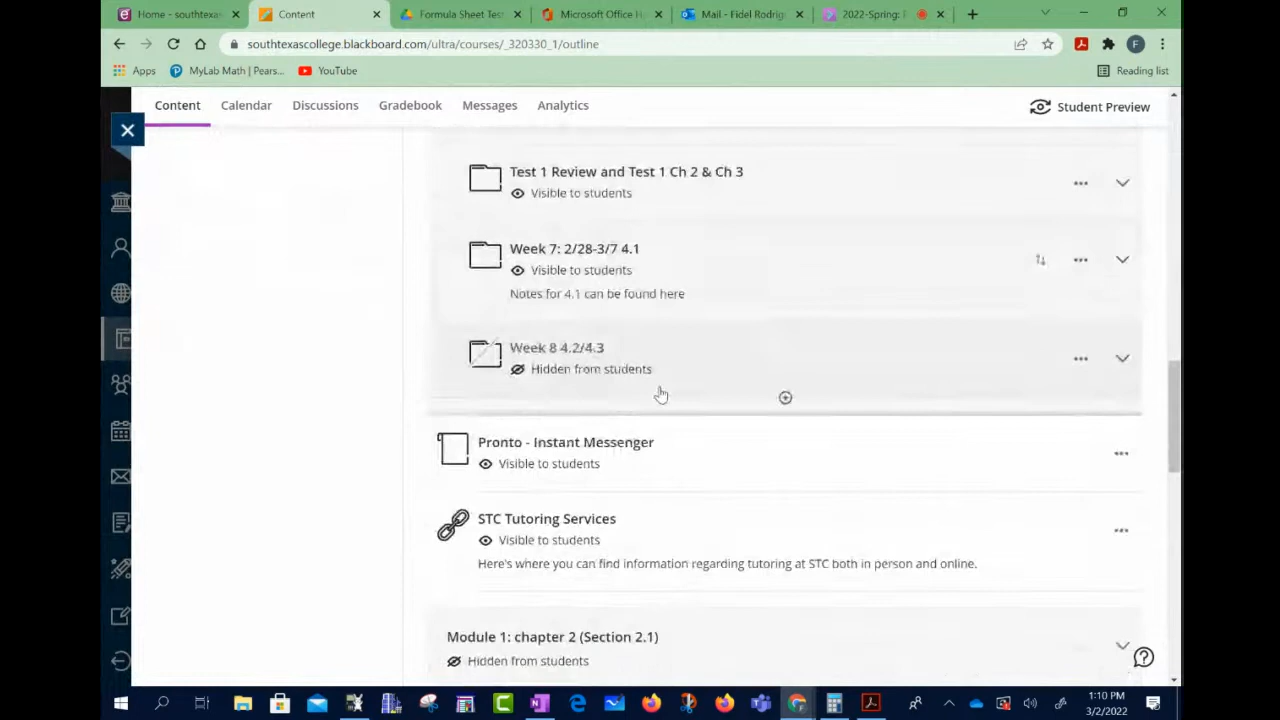 Home - southtexas
Content
Formula Sheet Tes
Microsoft Office H
Mail - Fidel Rodrig
2022-Spring: F
southtexascollege.blackboard.com/ultra/courses/_320330_1/outline
F
Apps
MyLab Math | Pears...
YouTube
Reading list
Content
Calendar
Discussions
Gradebook
Messages
Analytics
Student Preview
Test 1 Review and Test 1 Ch 2 & Ch 3
Visible to students
Week 7: 2/28-3/7 4.1
Visible to students
Notes for 4.1 can be found here
Week 8 4.2/4.3
Hidden from students
Pronto - Instant Messenger
Visible to students
STC Tutoring Services
Visible to students
Here's where you can find information regarding tutoring at STC both in person and online.
Module 1: chapter 2 (Section 2.1)
Hidden from students
1:10 PM
3/2/2022